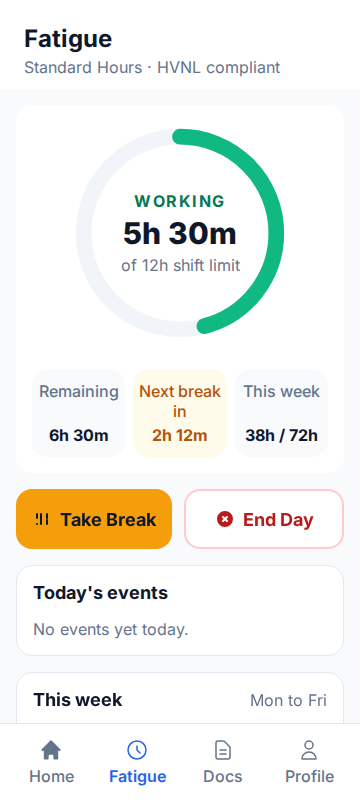 Fatigue
Standard Hours · HVNL compliant
WORKING
5h 30m
of 12h shift limit
Remaining
6h 30m
Next break
in
2h 12m
This week
38h / 72h
Take Break
End Day
Today's events
No events yet today.
This week
Mon to Fri
Home
Fatigue
Docs
Profile